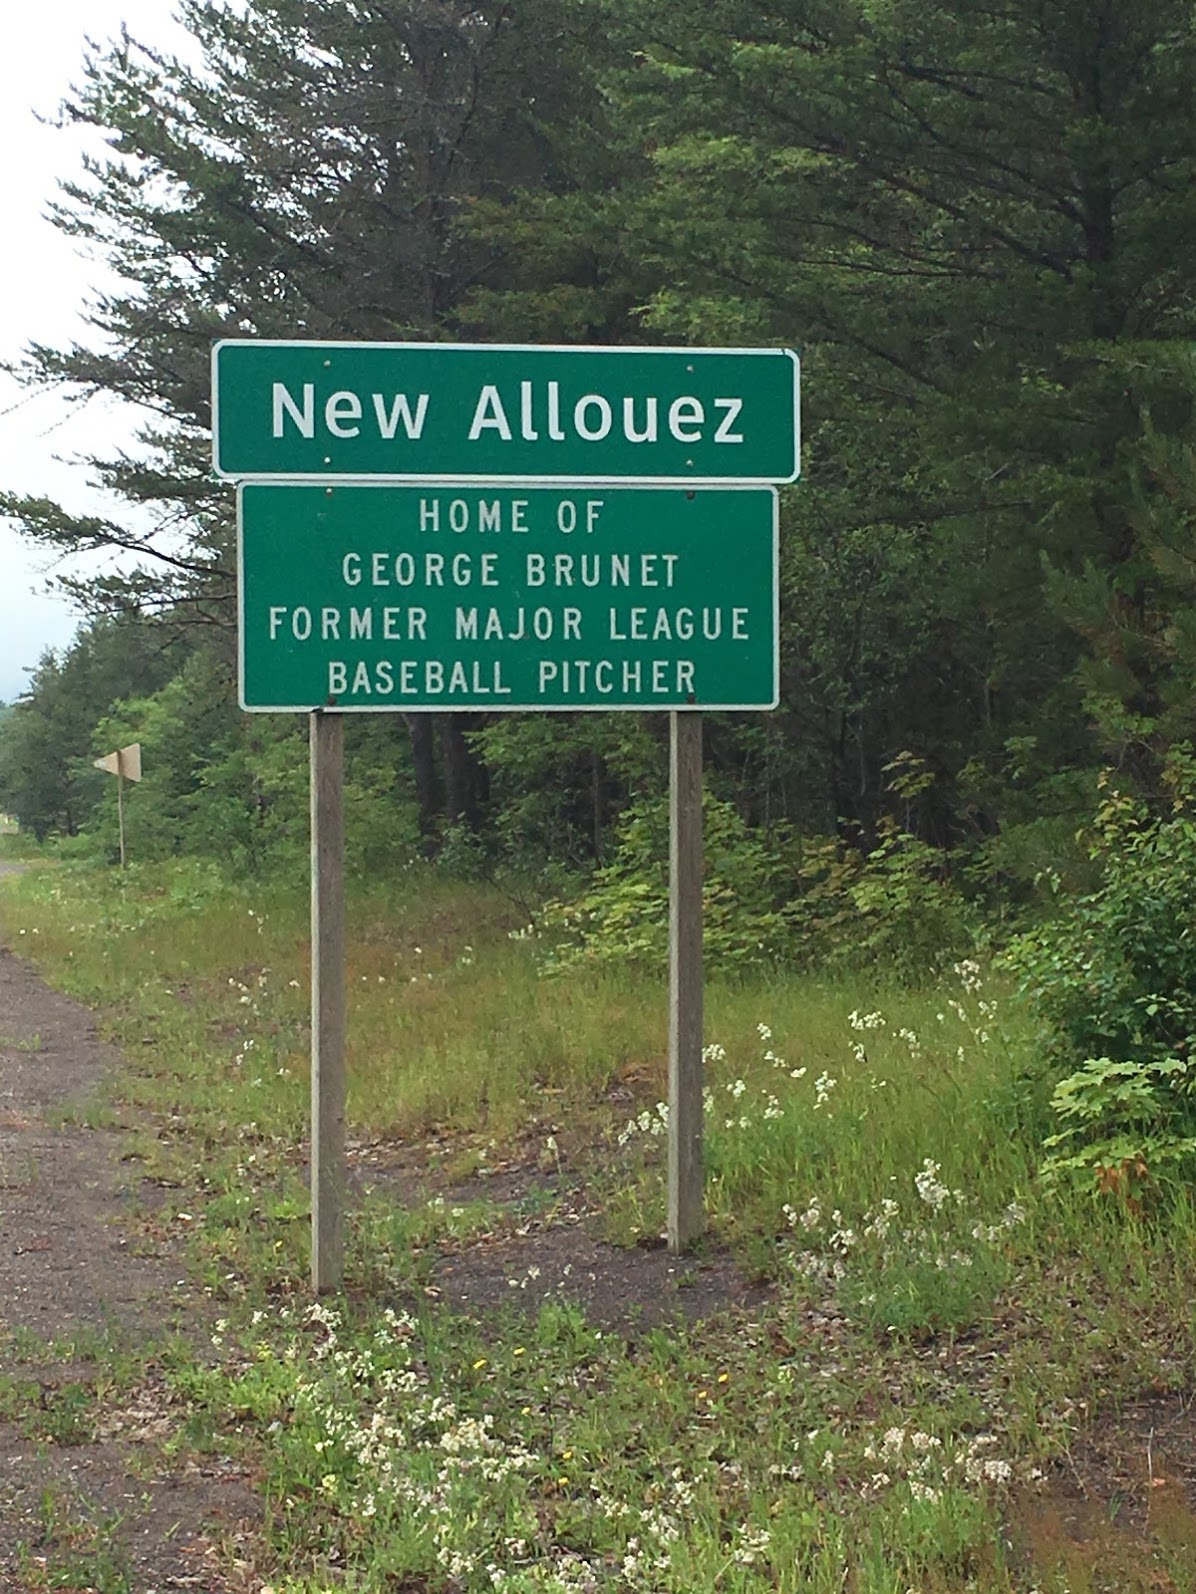 New Allouez
HOME OF
GEORGE BRUNET
FORMER MAJOR LEAGUE
BASEBALL PITCHER